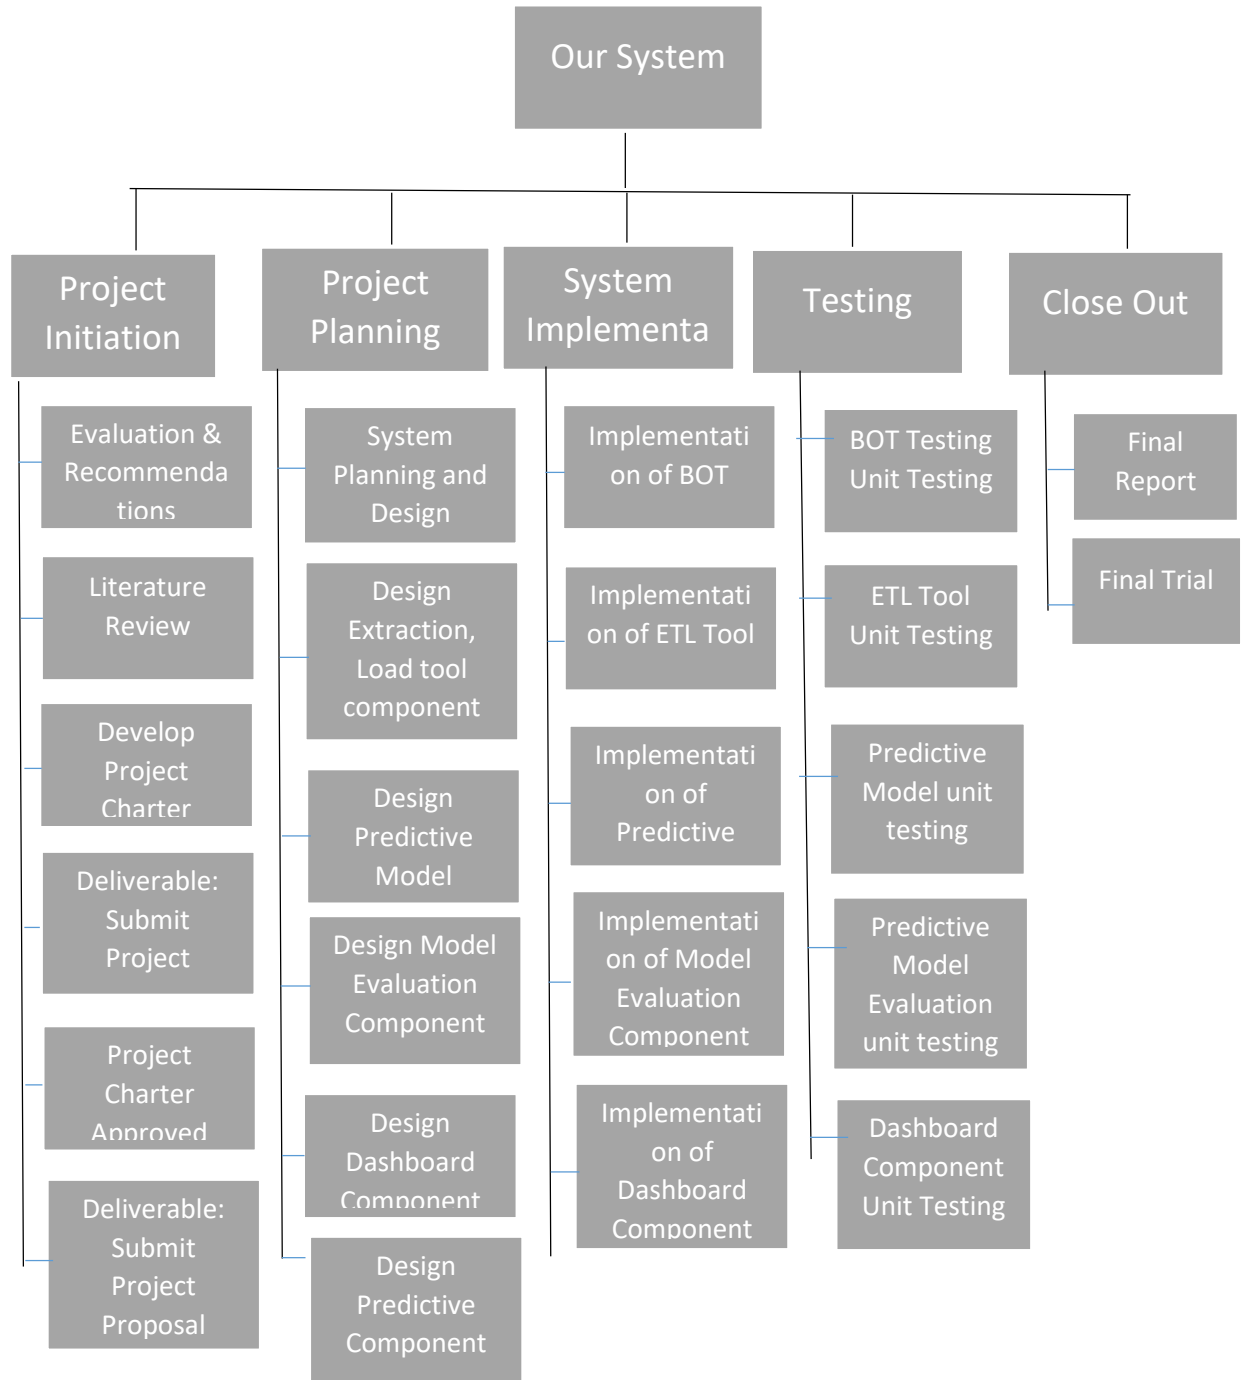 Our System
Project
Initiation
Evaluation &
Recommenda
tions
Literature
Review
Develop
Project
Charter
Deliverable:
Submit
Project
Project
Charter
Approved
Deliverable:
Submit
Project
Proposal
Project
Planning
System
Planning and
Design
Design
Extraction,
Load tool
component
Design
Predictive
Model
Design Model
Evaluation
Component
Design
Dashboard
Component
Design
Predictive
Component
System
Implementa
Implementati
on of BOT
Implementati
on of ETL Tool
Implementati
on of
Predictive
Implementati
on of Model
Evaluation
Component
Implementati
on of
Dashboard
Component
Testing
BOT Testing
Unit Testing
ETL Tool
Unit Testing
Predictive
Model unit
testing
Predictive
Model
Evaluation
unit testing
Dashboard
Component
Unit Testing
Close Out
Final
Report
Final Trial